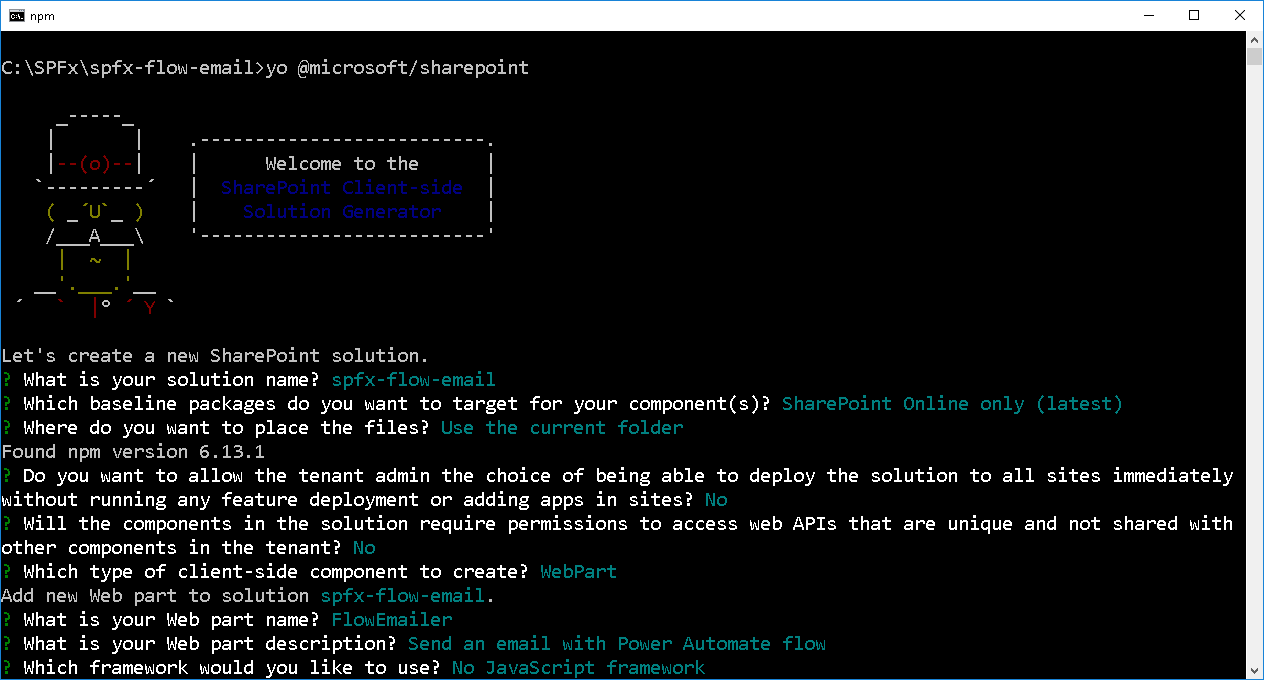 npm
C:\SPFx\spfx-flow-email>yo @microsoft/sharepoint
Welcome to the
SharePoint Client-side
Solution Generator
Let's create a new SharePoint solution.
? What is your solution name? spfx-flow-email
? Which baseline packages do you want to target for your component(s)? SharePoint Online only (latest)
? Where do you want to place the files? Use the current folder
Found npm version 6.13.1
? Do you want to allow the tenant admin the choice of being able to deploy the solution to all sites immediately
without running any feature deployment or adding apps in sites? No
? Will the components in the solution require permissions to access web APIs that are unique and not shared with
other components in the tenant? No
? Which type of client-side component to create? WebPart
Add new Web part to solution spfx-flow-email.
? What is your Web part name? FlowEmailer
? What is your Web part description? Send an email with Power Automate flow
? Which framework would you like to use? No JavaScript framework